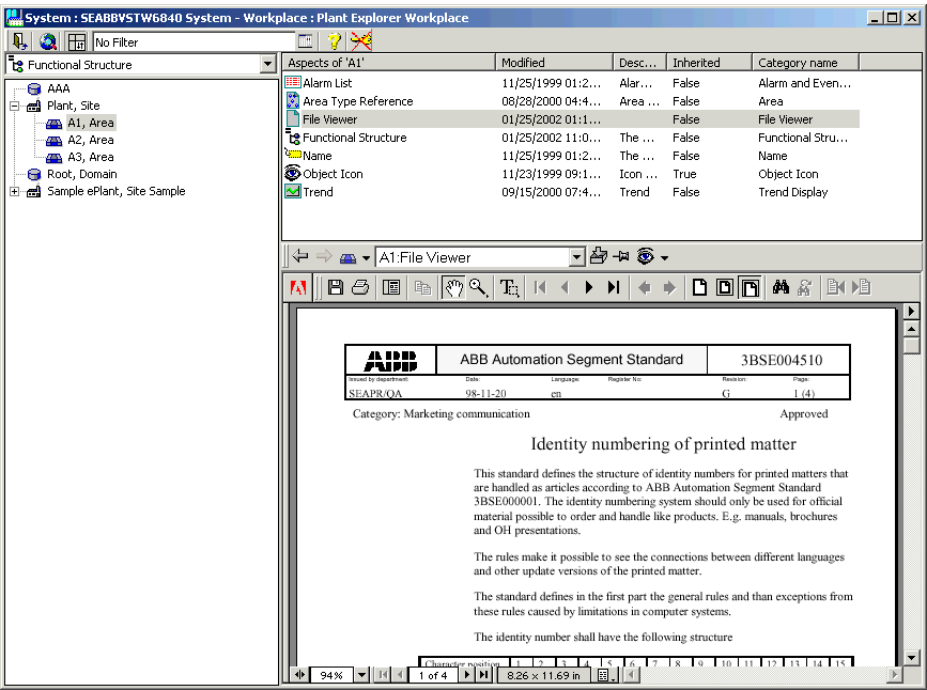 System : SEABBVSTW6840 System - Workplace : Plant Explorer Workplace
No Filter
Functional Structure
AAA
Plant, Site
A1, Area
A2, Area
A3, Area
Root, Domain
Sample ePlant, Site Sample
Aspects of 'A1' Modified Desc... Inherited Category name
Alarm List 11/25/1999 01:2... Alar... False Alarm and Even...
Area Type Reference 08/28/2000 04:4... Area ... False Area
File Viewer 01/25/2002 01:1... False File Viewer
Functional Structure 01/25/2002 11:0... The ... False Functional Stru...
Name 11/25/1999 01:2... The ... False Name
Object Icon 11/23/1999 09:1... Icon ... True Object Icon
Trend 09/15/2000 07:4... Trend False Trend Display
A1:File Viewer
ABB ABB Automation Segment Standard 3BSE004510
Issued by department: Date: Language: Register No: Revision: Page:
SEAPR/QA 98-11-20 en G 1 (4)
Category: Marketing communication Approved
Identity numbering of printed matter
This standard defines the structure of identity numbers for printed matters that
are handled as articles according to ABB Automation Segment Standard
3BSE000001. The identity numbering system should only be used for official
material possible to order and handle like products. E.g. manuals, brochures
and OH presentations.
The rules make it possible to see the connections between different languages
and other update versions of the printed matter.
The standard defines in the first part the general rules and than exceptions from
these rules caused by limitations in computer systems.
The identity number shall have the following structure
Character position 1 2 3 4 5 6 7 8 9 10 11 12 13 14 15
94% 1 of 4 8.26 x 11.69 in